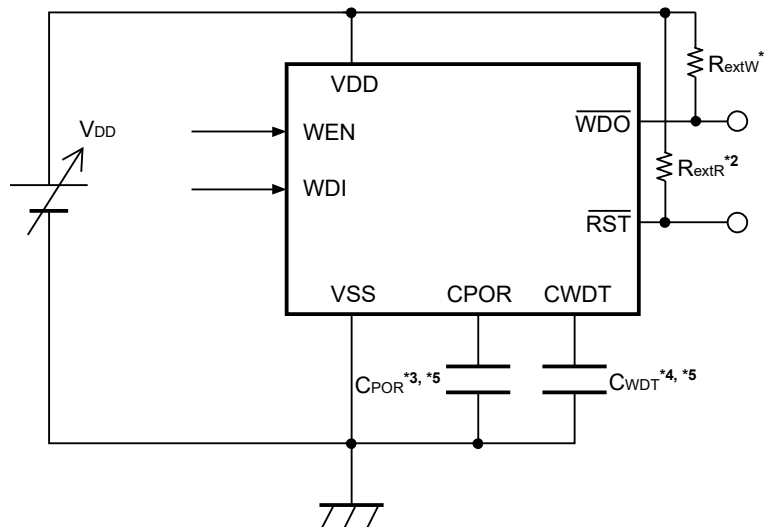 RextW*
VDD
WDO
VDD
WEN
RextR*2
WDI
RST
VSS
CPOR
CWDT
CPOR*3, *5
CWDT*4, *5